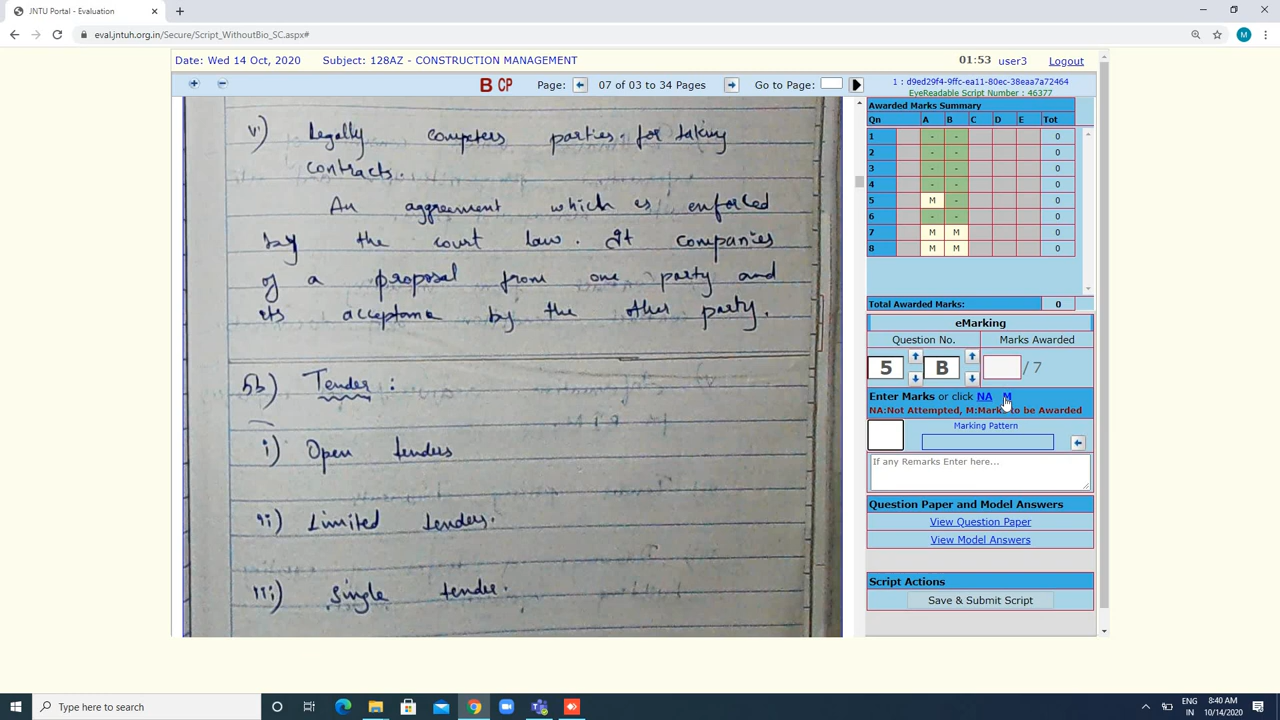 JNTU Portal - Evaluation
eval.jntuh.org.in/Secure/Script_WithoutBio_SC.aspx#
M
Date: Wed 14 Oct, 2020
Subject: 128AZ - CONSTRUCTION MANAGEMENT
01:53
user3
Logout
B CP
Page:
07 of 03 to 34 Pages
Go to Page:
1 : d9ed29f4-9ffc-ea11-80ec-38eaa7a72464
EyeReadable Script Number : 46377
v) Legally competers parties for taking
contracts.
An aggreement which is enforced
by the court law. It companies
of a proposal from one party and
its acceptance by the other party.
5b) Tender :
i) Open tenders
ii) Limited tenders.
iii) single tender.
Awarded Marks Summary
Qn A B C D E Tot
1 - - 0
2 - - 0
3 - - 0
4 - - 0
5 M - 0
6 - - 0
7 M M 0
8 M M 0
Total Awarded Marks: 0
eMarking
Question No. Marks Awarded
5 B / 7
Enter Marks or click NA M
NA:Not Attempted, M:Marks to be Awarded
Marking Pattern
If any Remarks Enter here...
Question Paper and Model Answers
View Question Paper
View Model Answers
Script Actions
Save & Submit Script
Type here to search
ENG
IN
8:40 AM
10/14/2020